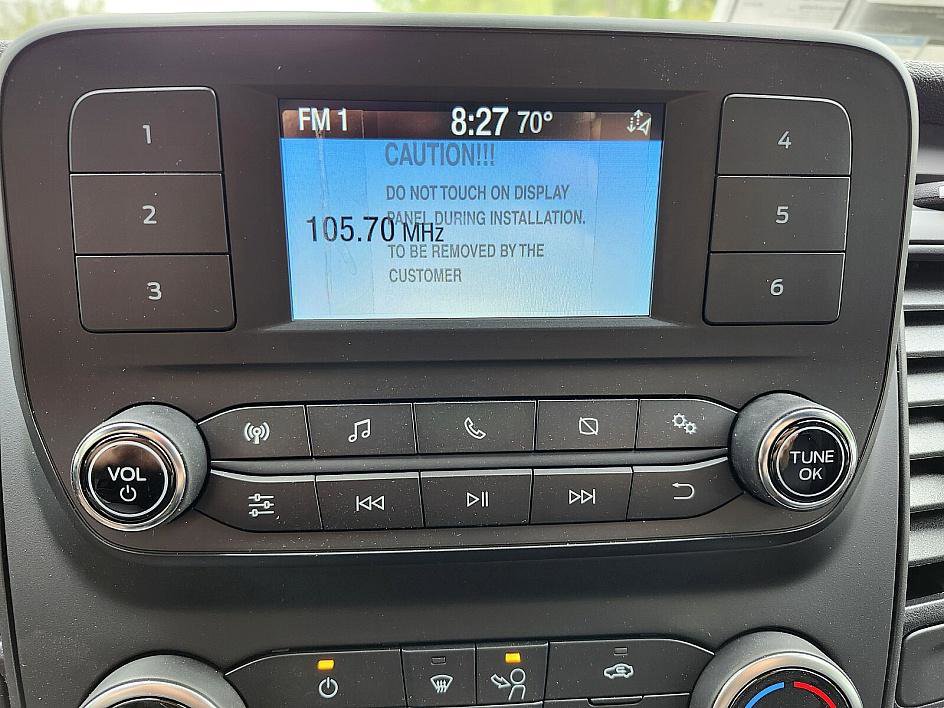 FM 1 8:27 70°
CAUTION!!!
DO NOT TOUCH ON DISPLAY
PANEL DURING INSTALLATION.
105.70 MHz
TO BE REMOVED BY THE
CUSTOMER
1
2
3
4
5
6
VOL
TUNE
OK